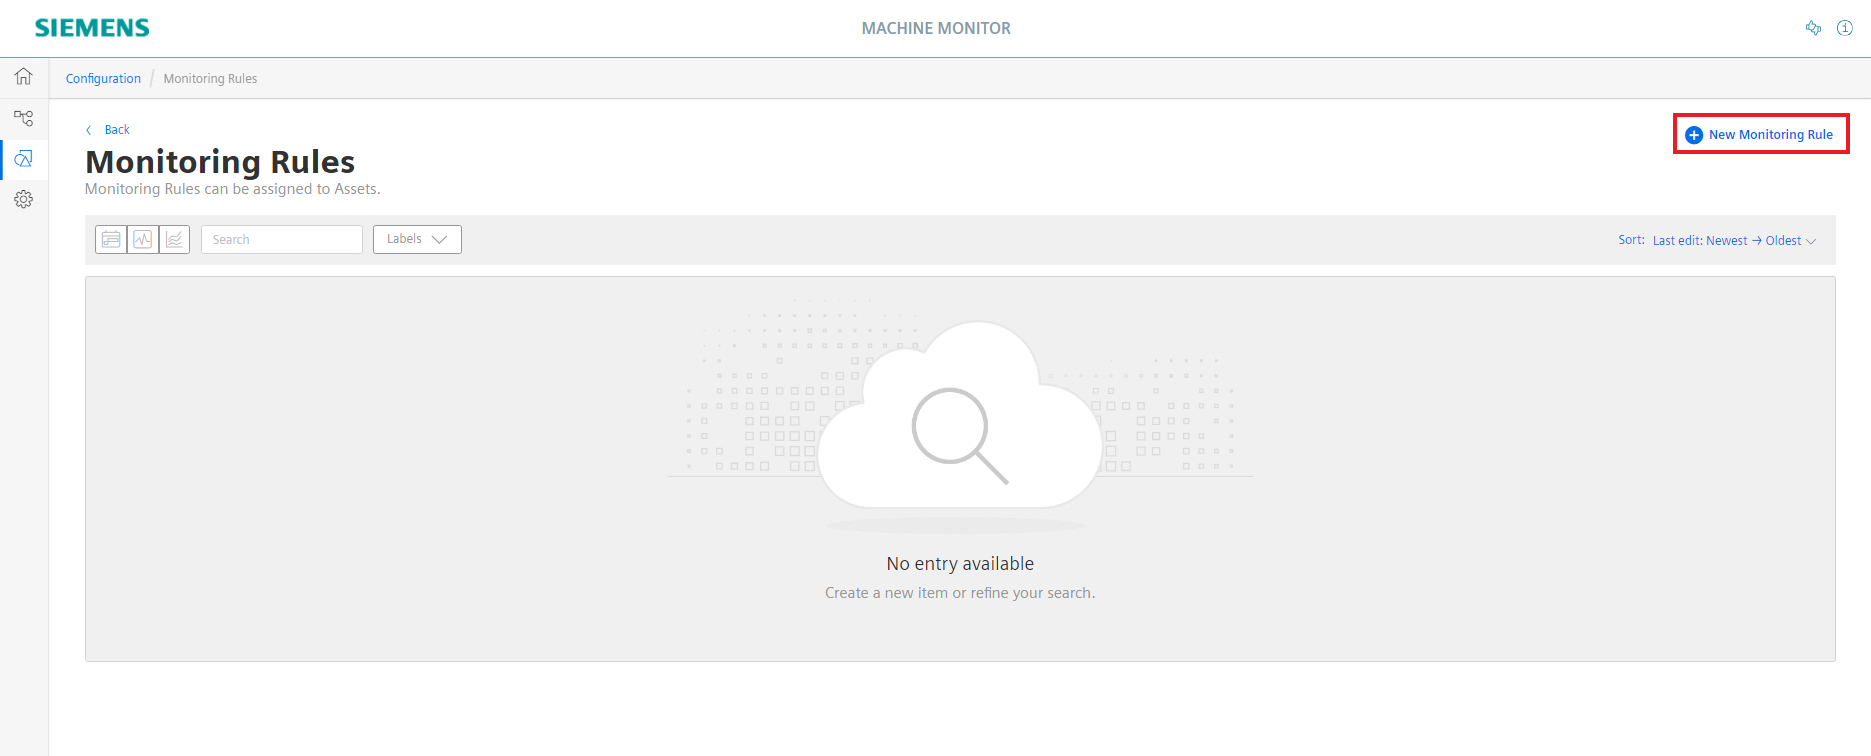 SIEMENS
MACHINE MONITOR
Configuration / Monitoring Rules
Back
New Monitoring Rule
Monitoring Rules
Monitoring Rules can be assigned to Assets.
Search
Labels
Sort: Last edit: Newest → Oldest
No entry available
Create a new item or refine your search.